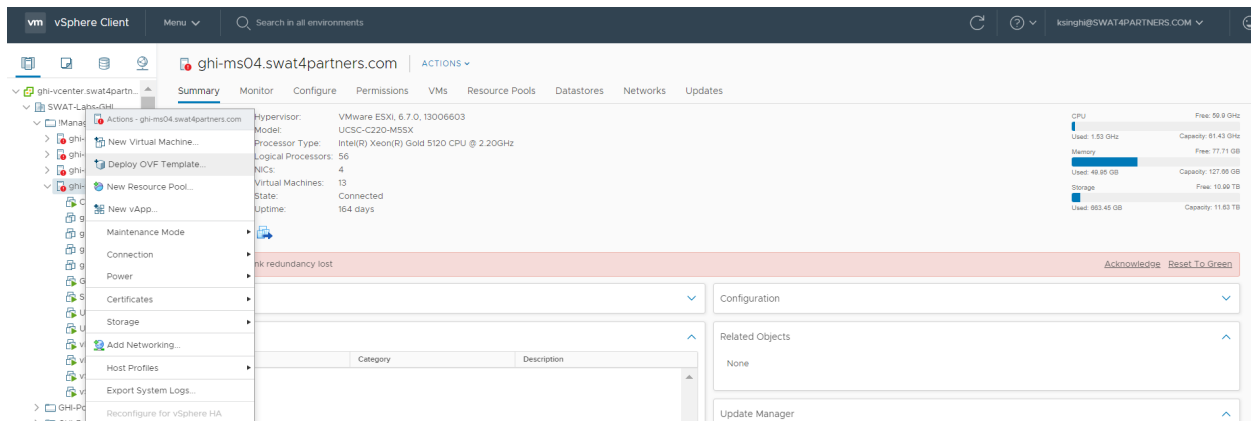 vm vSphere Client Menu Search in all environments ksinghi@SWAT4PARTNERS.COM
ghi-ms04.swat4partners.com ACTIONS
Summary Monitor Configure Permissions VMs Resource Pools Datastores Networks Updates
ghi-vcenter.swat4partn...
SWAT-Labs-GHI
!Manag
ghi-
ghi-
ghi-
ghi-
Actions - ghi-ms04.swat4partners.com
New Virtual Machine...
Deploy OVF Template...
New Resource Pool...
New vApp...
Maintenance Mode
Connection
Power
Certificates
Storage
Add Networking...
Host Profiles
Export System Logs...
Reconfigure for vSphere HA
GHI-Po
Hypervisor: VMware ESXi, 6.7.0, 13006603
Model: UCSC-C220-M5SX
Processor Type: Intel(R) Xeon(R) Gold 5120 CPU @ 2.20GHz
Logical Processors: 56
NICs: 4
Virtual Machines: 13
State: Connected
Uptime: 164 days
CPU Free: 59.9 GHz
Used: 1.53 GHz Capacity: 61.43 GHz
Memory Free: 77.71 GB
Used: 49.95 GB Capacity: 127.66 GB
Storage Free: 10.99 TB
Used: 663.45 GB Capacity: 11.63 TB
nk redundancy lost Acknowledge Reset To Green
Configuration
Category Description
Related Objects
None
Update Manager